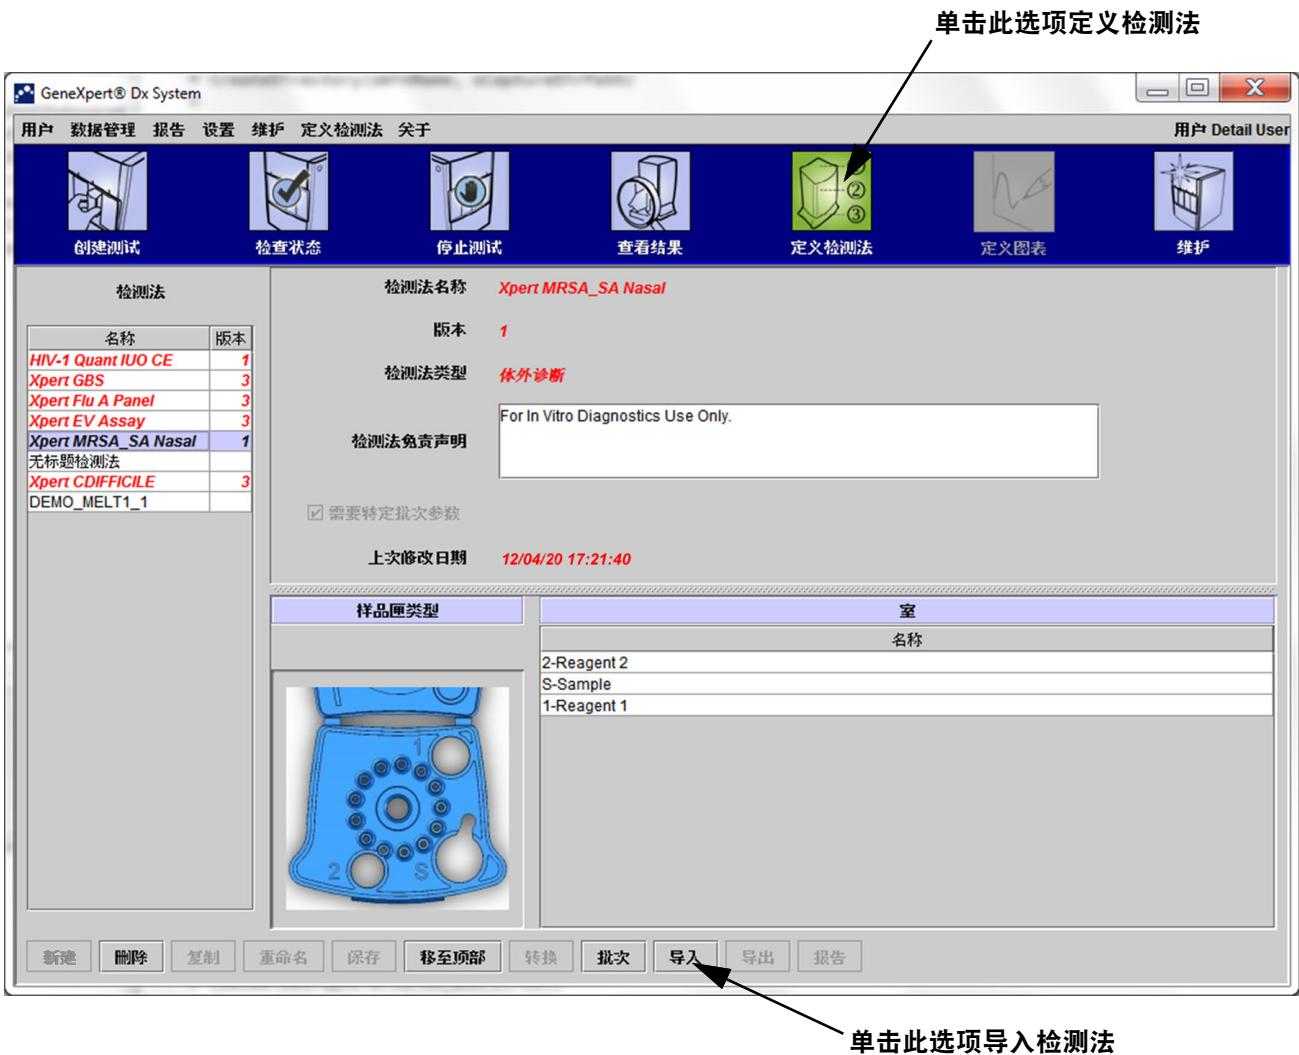 单击此选项定义检测法
GeneXpert® Dx System
用户 数据管理 报告 设置 维护 定义检测法 关于
用户 Detail User
① ② ③
创建测试 检查状态 停止测试 查看结果 定义检测法 定义图表 维护
检测法
名称 版本
HIV-1 Quant IUO CE 1
Xpert GBS 3
Xpert Flu A Panel 3
Xpert EV Assay 3
Xpert MRSA_SA Nasal 1
无标题检测法
Xpert CDIFFICILE 3
DEMO_MELT1_1
检测法名称 Xpert MRSA_SA Nasal
版本 1
检测法类型 体外诊断
检测法免责声明 For In Vitro Diagnostics Use Only.
需要特定批次参数
上次修改日期 12/04/20 17:21:40
样品匣类型
1
2 S
室
名称
2-Reagent 2
S-Sample
1-Reagent 1
新建 删除 复制 重命名 保存 移至顶部 转换 批次 导入 导出 报告
单击此选项导入检测法